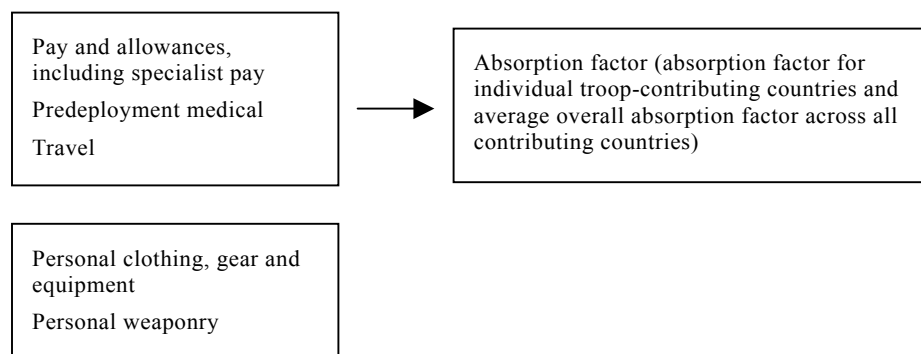 Pay and allowances,
including specialist pay
Predeployment medical
Travel
Absorption factor (absorption factor for
individual troop-contributing countries and
average overall absorption factor across all
contributing countries)
Personal clothing, gear and
equipment
Personal weaponry